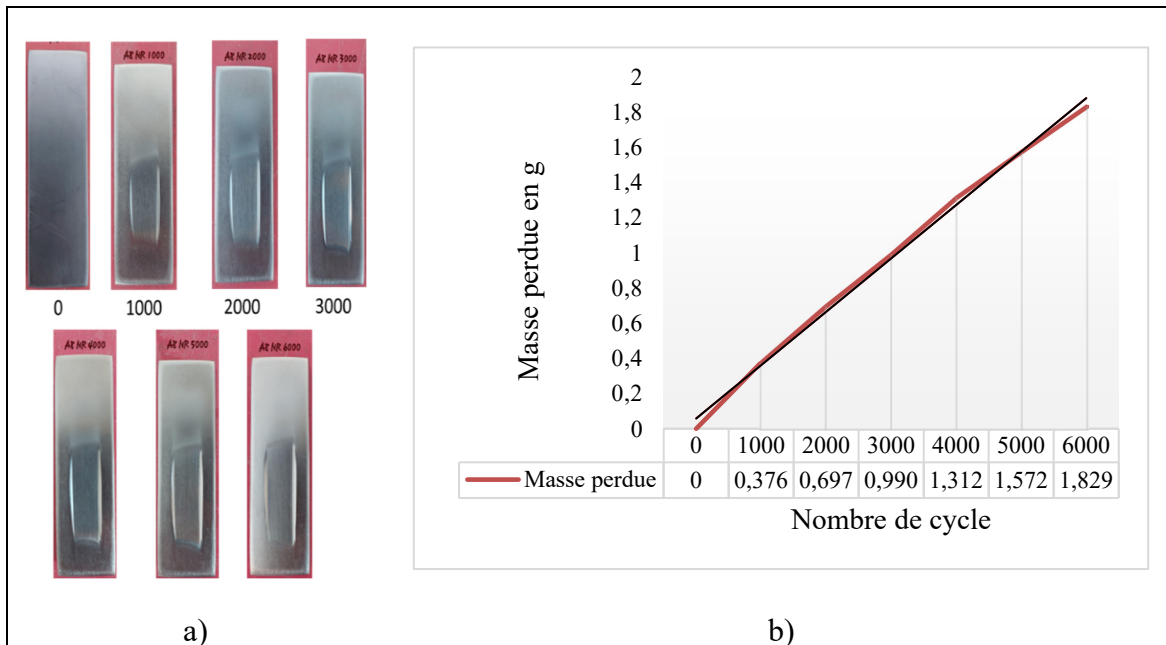 Az NR 1000
Az NR 2000
Az NR 3000
0
1000
2000
3000
Az NR 4000
Az NR 5000
Az NR 6000
a)
Masse perdue en g
2
1,8
1,6
1,4
1,2
1
0,8
0,6
0,4
0,2
0
0 1000 2000 3000 4000 5000 6000
Masse perdue 0 0,376 0,697 0,990 1,312 1,572 1,829
Nombre de cycle
b)